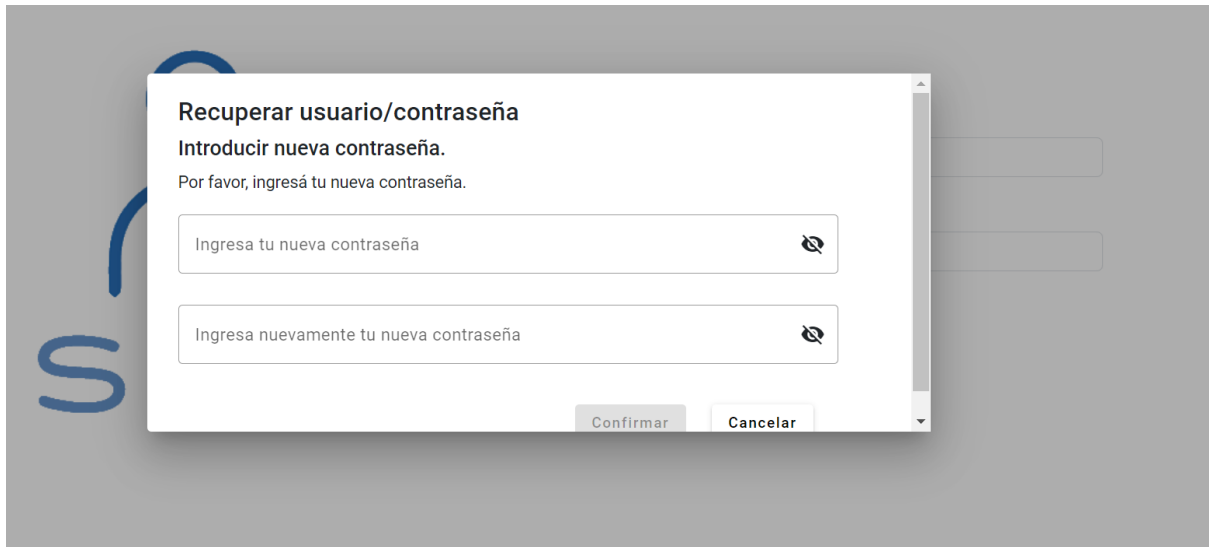 Recuperar usuario/contraseña
Introducir nueva contraseña.
Por favor, ingresá tu nueva contraseña.
Ingresa tu nueva contraseña
Ingresa nuevamente tu nueva contraseña
Confirmar Cancelar
S